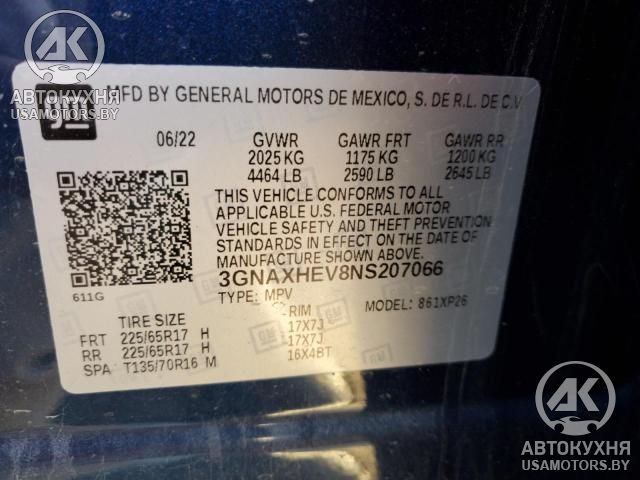 AK
АВТОКУХНЯ
USAMOTORS.BY
GM
MFD BY GENERAL MOTORS DE MEXICO, S. DE R.L. DE C.V
06/22 GVWR GAWR FRT GAWR RR
2025 KG 1175 KG 1200 KG
4464 LB 2590 LB 2645 LB
THIS VEHICLE CONFORMS TO ALL
APPLICABLE U.S. FEDERAL MOTOR
VEHICLE SAFETY AND THEFT PREVENTION
STANDARDS IN EFFECT ON THE DATE OF
MANUFACTURE SHOWN ABOVE.
3GNAXHEV8NS207066
611G
TYPE: MPV MODEL: 861XP26
TIRE SIZE RIM
FRT 225/65R17 H 17X7J
RR 225/65R17 H 17X7J
SPA T135/70R16 M 16X4BT
AK
АВТОКУХНЯ
USAMOTORS.BY